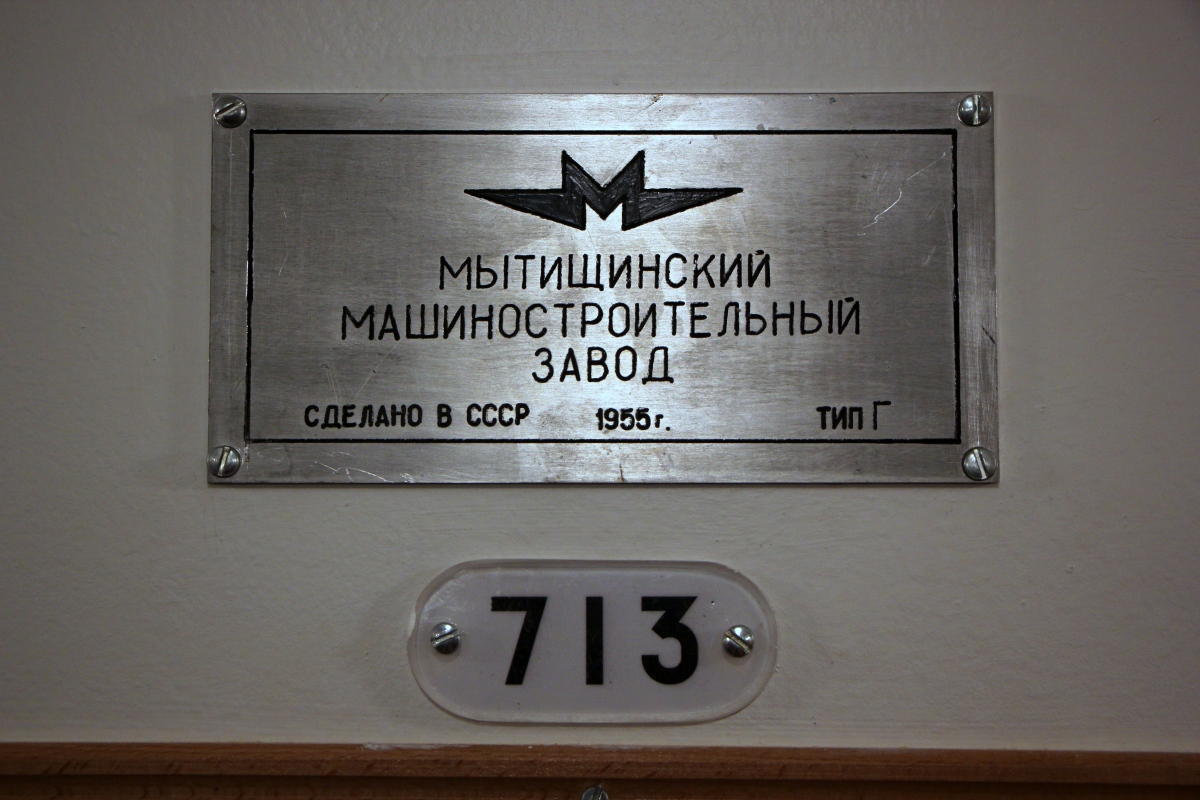 М
МЫТИЩИНСКИЙ
МАШИНОСТРОИТЕЛЬНЫЙ
ЗАВОД
СДЕЛАНО В СССР 1955 г. ТИП Г
713